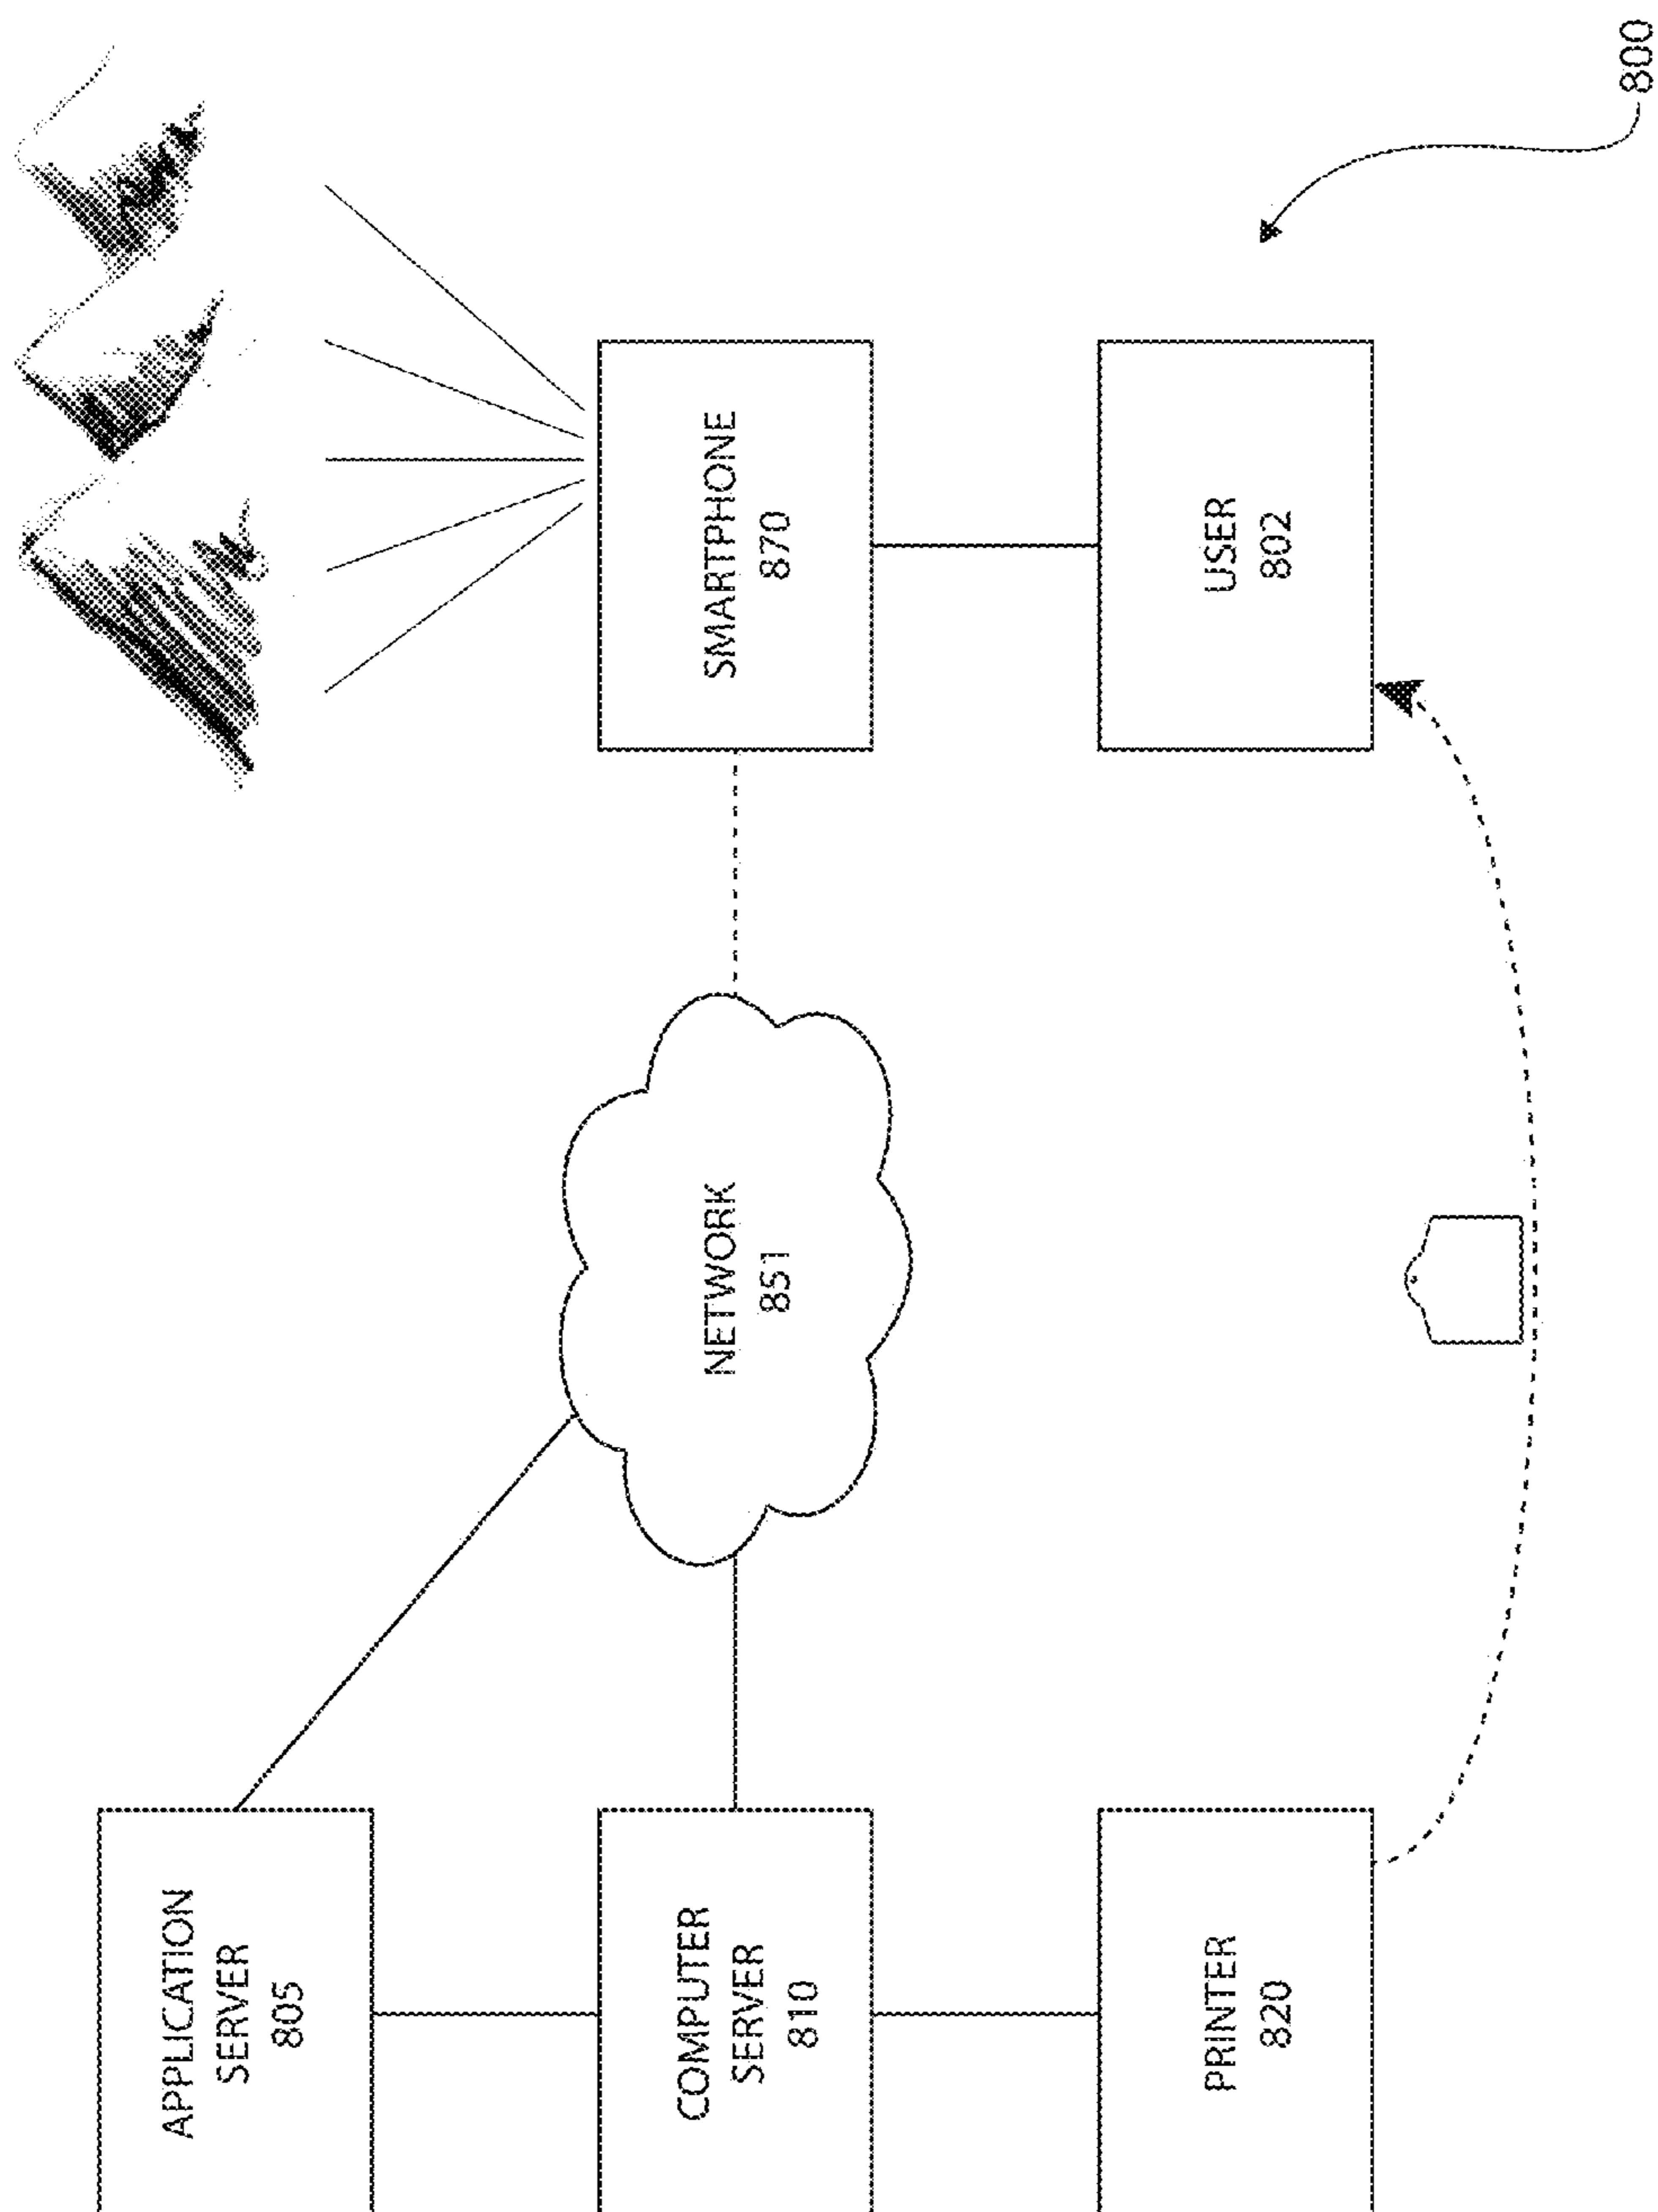 APPLICATION
SERVER
805
COMPUTER
SERVER
810
PRINTER
820
NETWORK
851
SMARTPHONE
870
USER
802
800